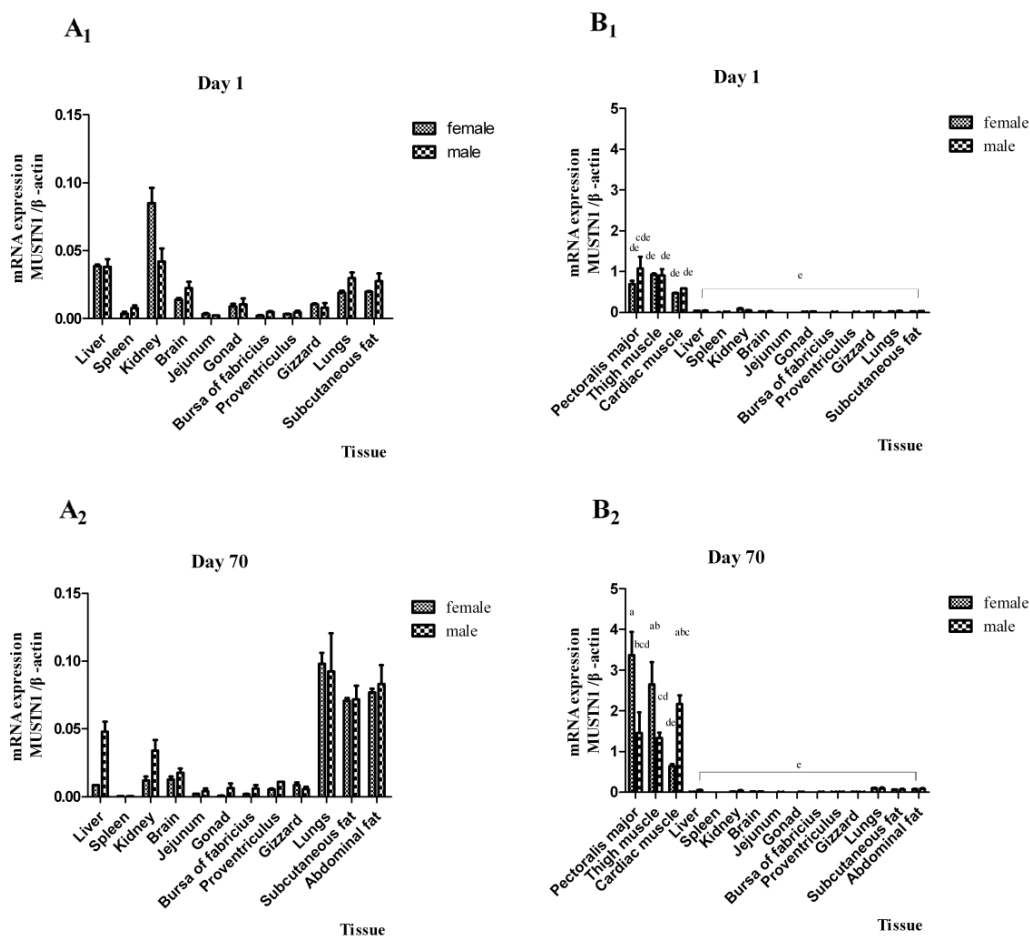 A1
Day 1
0.15
0.10
0.05
0.00
mRNA expression
MUSTN1 /β -actin
female
male
Liver
Spleen
Kidney
Brain
Jejunum
Gonad
Bursa of fabricius
Proventriculus
Gizzard
Lungs
Subcutaneous fat
Tissue
B1
Day 1
5
4
3
2
1
0
mRNA expression
MUSTN1 /β -actin
female
male
de
cde
de
de
de
de
e
Pectoralis major
Thigh muscle
Cardiac muscle
Liver
Spleen
Kidney
Brain
Jejunum
Gonad
Bursa of fabricius
Proventriculus
Gizzard
Lungs
Subcutaneous fat
Tissue
A2
Day 70
0.15
0.10
0.05
0.00
mRNA expression
MUSTN1 /β -actin
female
male
Liver
Spleen
Kidney
Brain
Jejunum
Gonad
Bursa of fabricius
Proventriculus
Gizzard
Lungs
Subcutaneous fat
Abdominal fat
Tissue
B2
Day 70
5
4
3
2
1
0
mRNA expression
MUSTN1 /β -actin
female
male
a
bcd
ab
cd
de
abc
e
Pectoralis major
Thigh muscle
Cardiac muscle
Liver
Spleen
Kidney
Brain
Jejunum
Gonad
Bursa of fabricius
Proventriculus
Gizzard
Lungs
Subcutaneous fat
Abdominal fat
Tissue